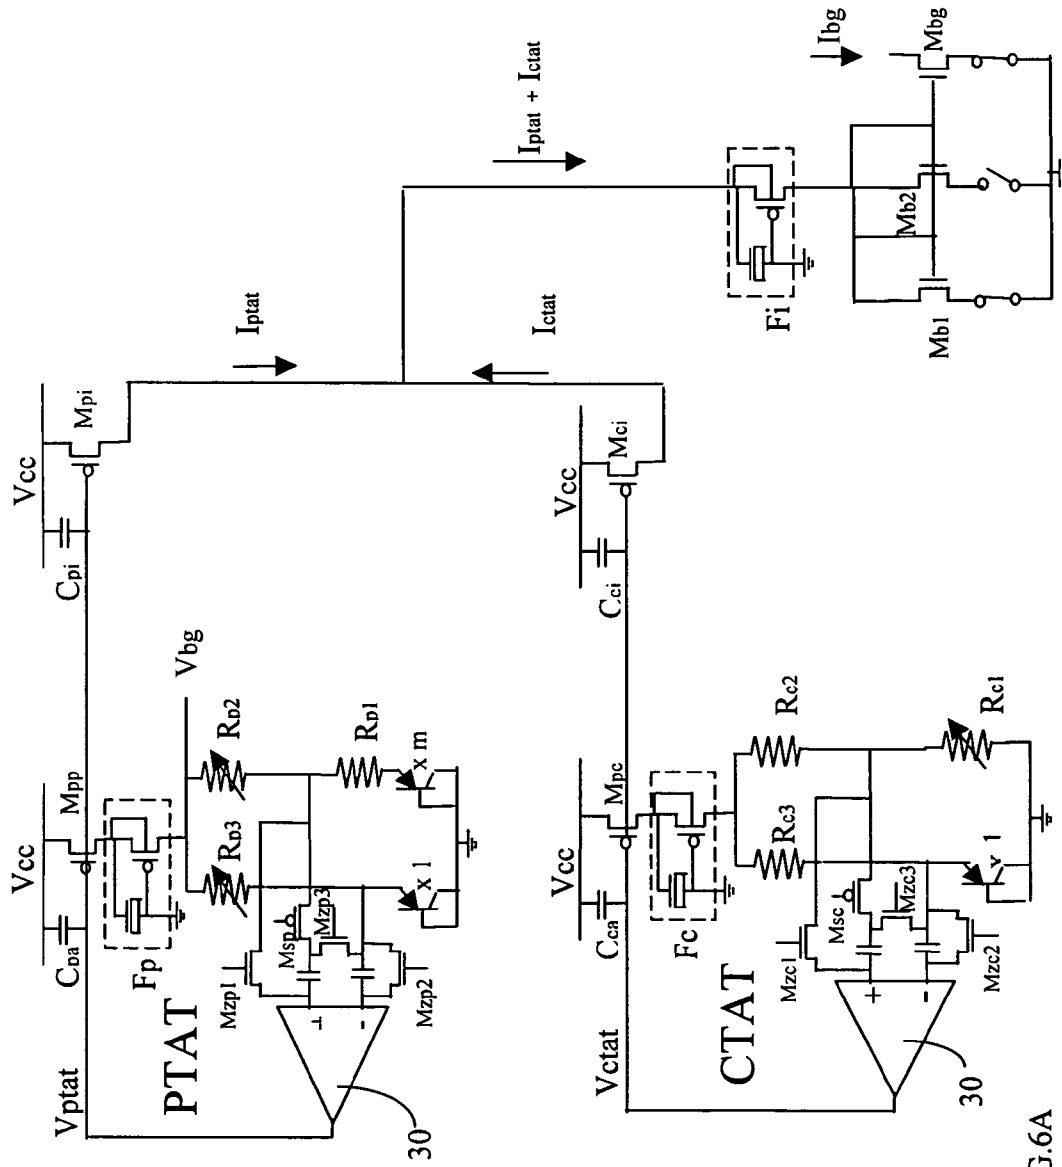 Vcc
Vcc
Mpp
Mpi
Cpa
Cpi
Fp
Vbg
Rp3
Rp2
Rp1
x 1
x m
Msp
Mzp3
Mzp1
Mzp2
Vptat
PTAT
-
30
Iptat
Ictat
Iptat + Ictat
Ibg
Fi
Mb1
Mb2
Mbg
Vcc
Vcc
Mpc
Mci
Cca
Cci
Fc
Rc3
Rc2
Rc1
Msc
Mzc3
Mzc1
Mzc2
Vctat
CTAT
+
-
30
G.6A